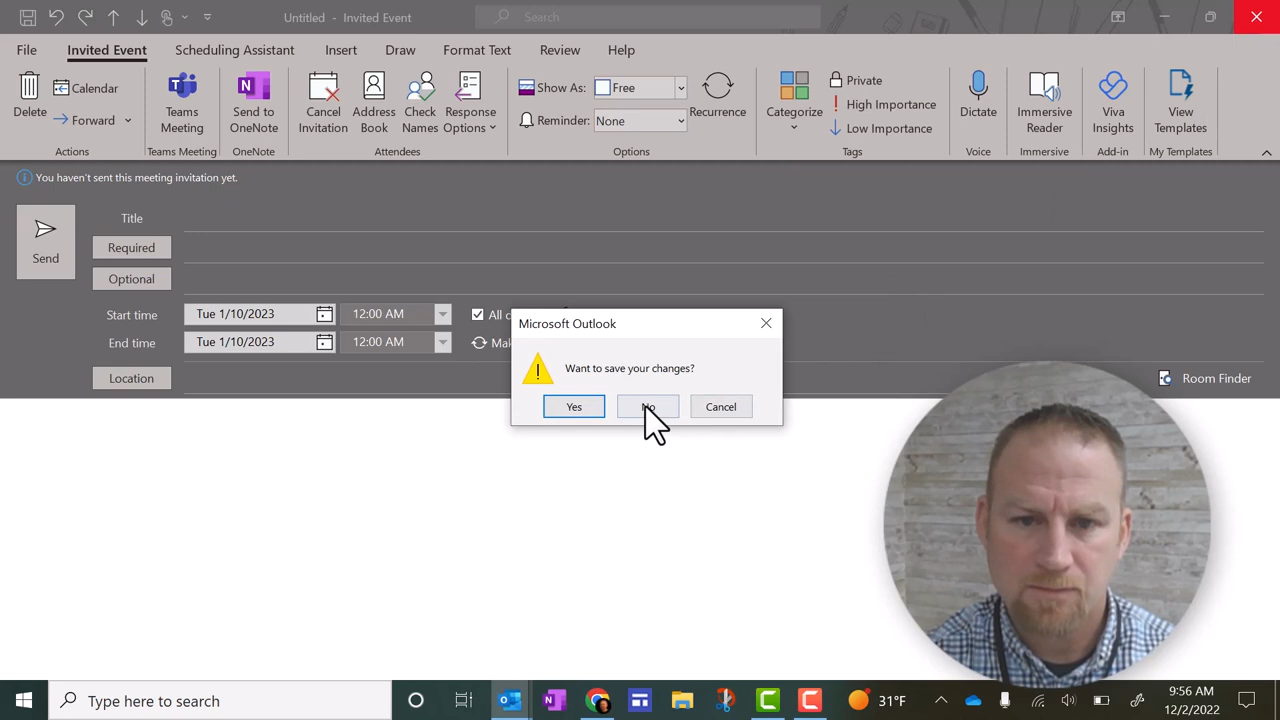 Untitled - Invited Event
Search
File
Invited Event
Scheduling Assistant
Insert
Draw
Format Text
Review
Help
Delete
Calendar
Forward
Actions
Teams
Meeting
Teams Meeting
Send to
OneNote
OneNote
Cancel
Invitation
Address
Book
Check
Names
Response
Options
Attendees
Show As:
Free
Reminder:
None
Recurrence
Options
Categorize
Private
High Importance
Low Importance
Tags
Dictate
Voice
Immersive
Reader
Immersive
Viva
Insights
Add-in
View
Templates
My Templates
You haven't sent this meeting invitation yet.
Send
Title
Required
Optional
Start time
Tue 1/10/2023
12:00 AM
All
End time
Tue 1/10/2023
12:00 AM
Location
Room Finder
Microsoft Outlook
Want to save your changes?
Yes
No
Cancel
Type here to search
31°F
9:56 AM
12/2/2022